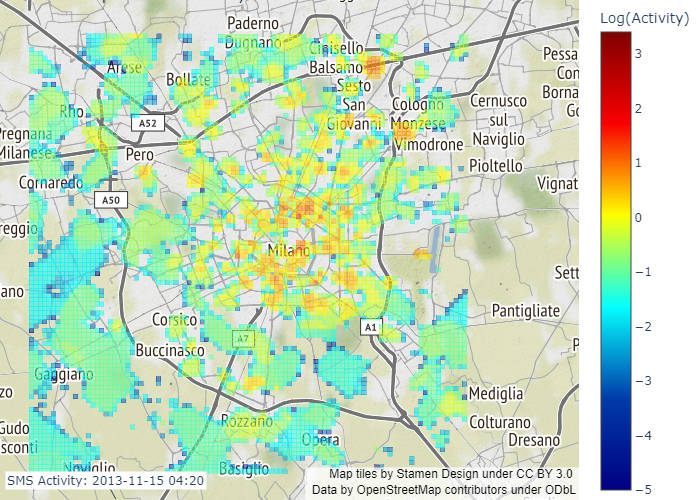 Log(Activity)
Paderno
Dugnano
Cinisello
Balsamo
Sesto
San
Giovanni
Arese
Bollate
Rho
A52
Pregnana
Milanese
Pero
Cornaredo
A50
Cologno
Monzese
Vimodrone
Cernusco
sul
Naviglio
Pioltello
Pessa
Con
Borna
Go
Vignat
reggio
Milano
ano
Sett
Pantigliate
Corsico
A7
A1
Buccinasco
Gaggiano
P
zo
Mediglia
Colturano
Dresano
Rozzano
Opera
Gudo
sconti
Noviglio
Basiglio
3
2
1
0
−1
−2
−3
−4
−5
SMS Activity: 2013-11-15 04:20
Map tiles by Stamen Design under CC BY 3.0
Data by OpenStreetMap contributors under ODbL